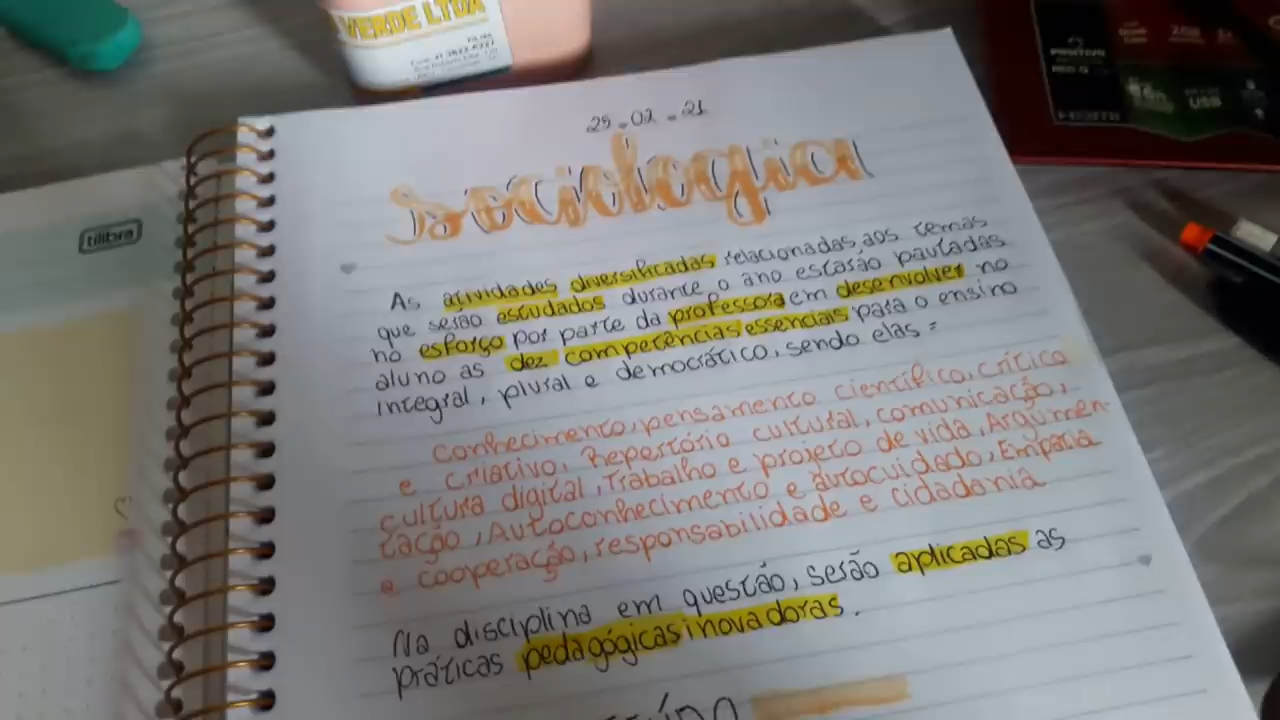 VERDE LTDA
25.02.21
Sociologia
tilibra
As atividades diversificadas relacionadas aos temas
que serão estudados durante o ano estarão pautadas
no esforço por parte da professora em desenvolver no
aluno as dez competências essenciais para o ensino
integral, plural e democrático, sendo elas:
conhecimento, pensamento científico, crítico
e criativo, Repertório cultural, comunicação,
cultura digital, Trabalho e projeto de vida, Argumen-
tação, Autoconhecimento e autocuidado, Empatia
e cooperação, responsabilidade e cidadania
Na disciplina em questão, serão aplicadas as
práticas pedagógicas inovadoras.
POSITIVO
USB